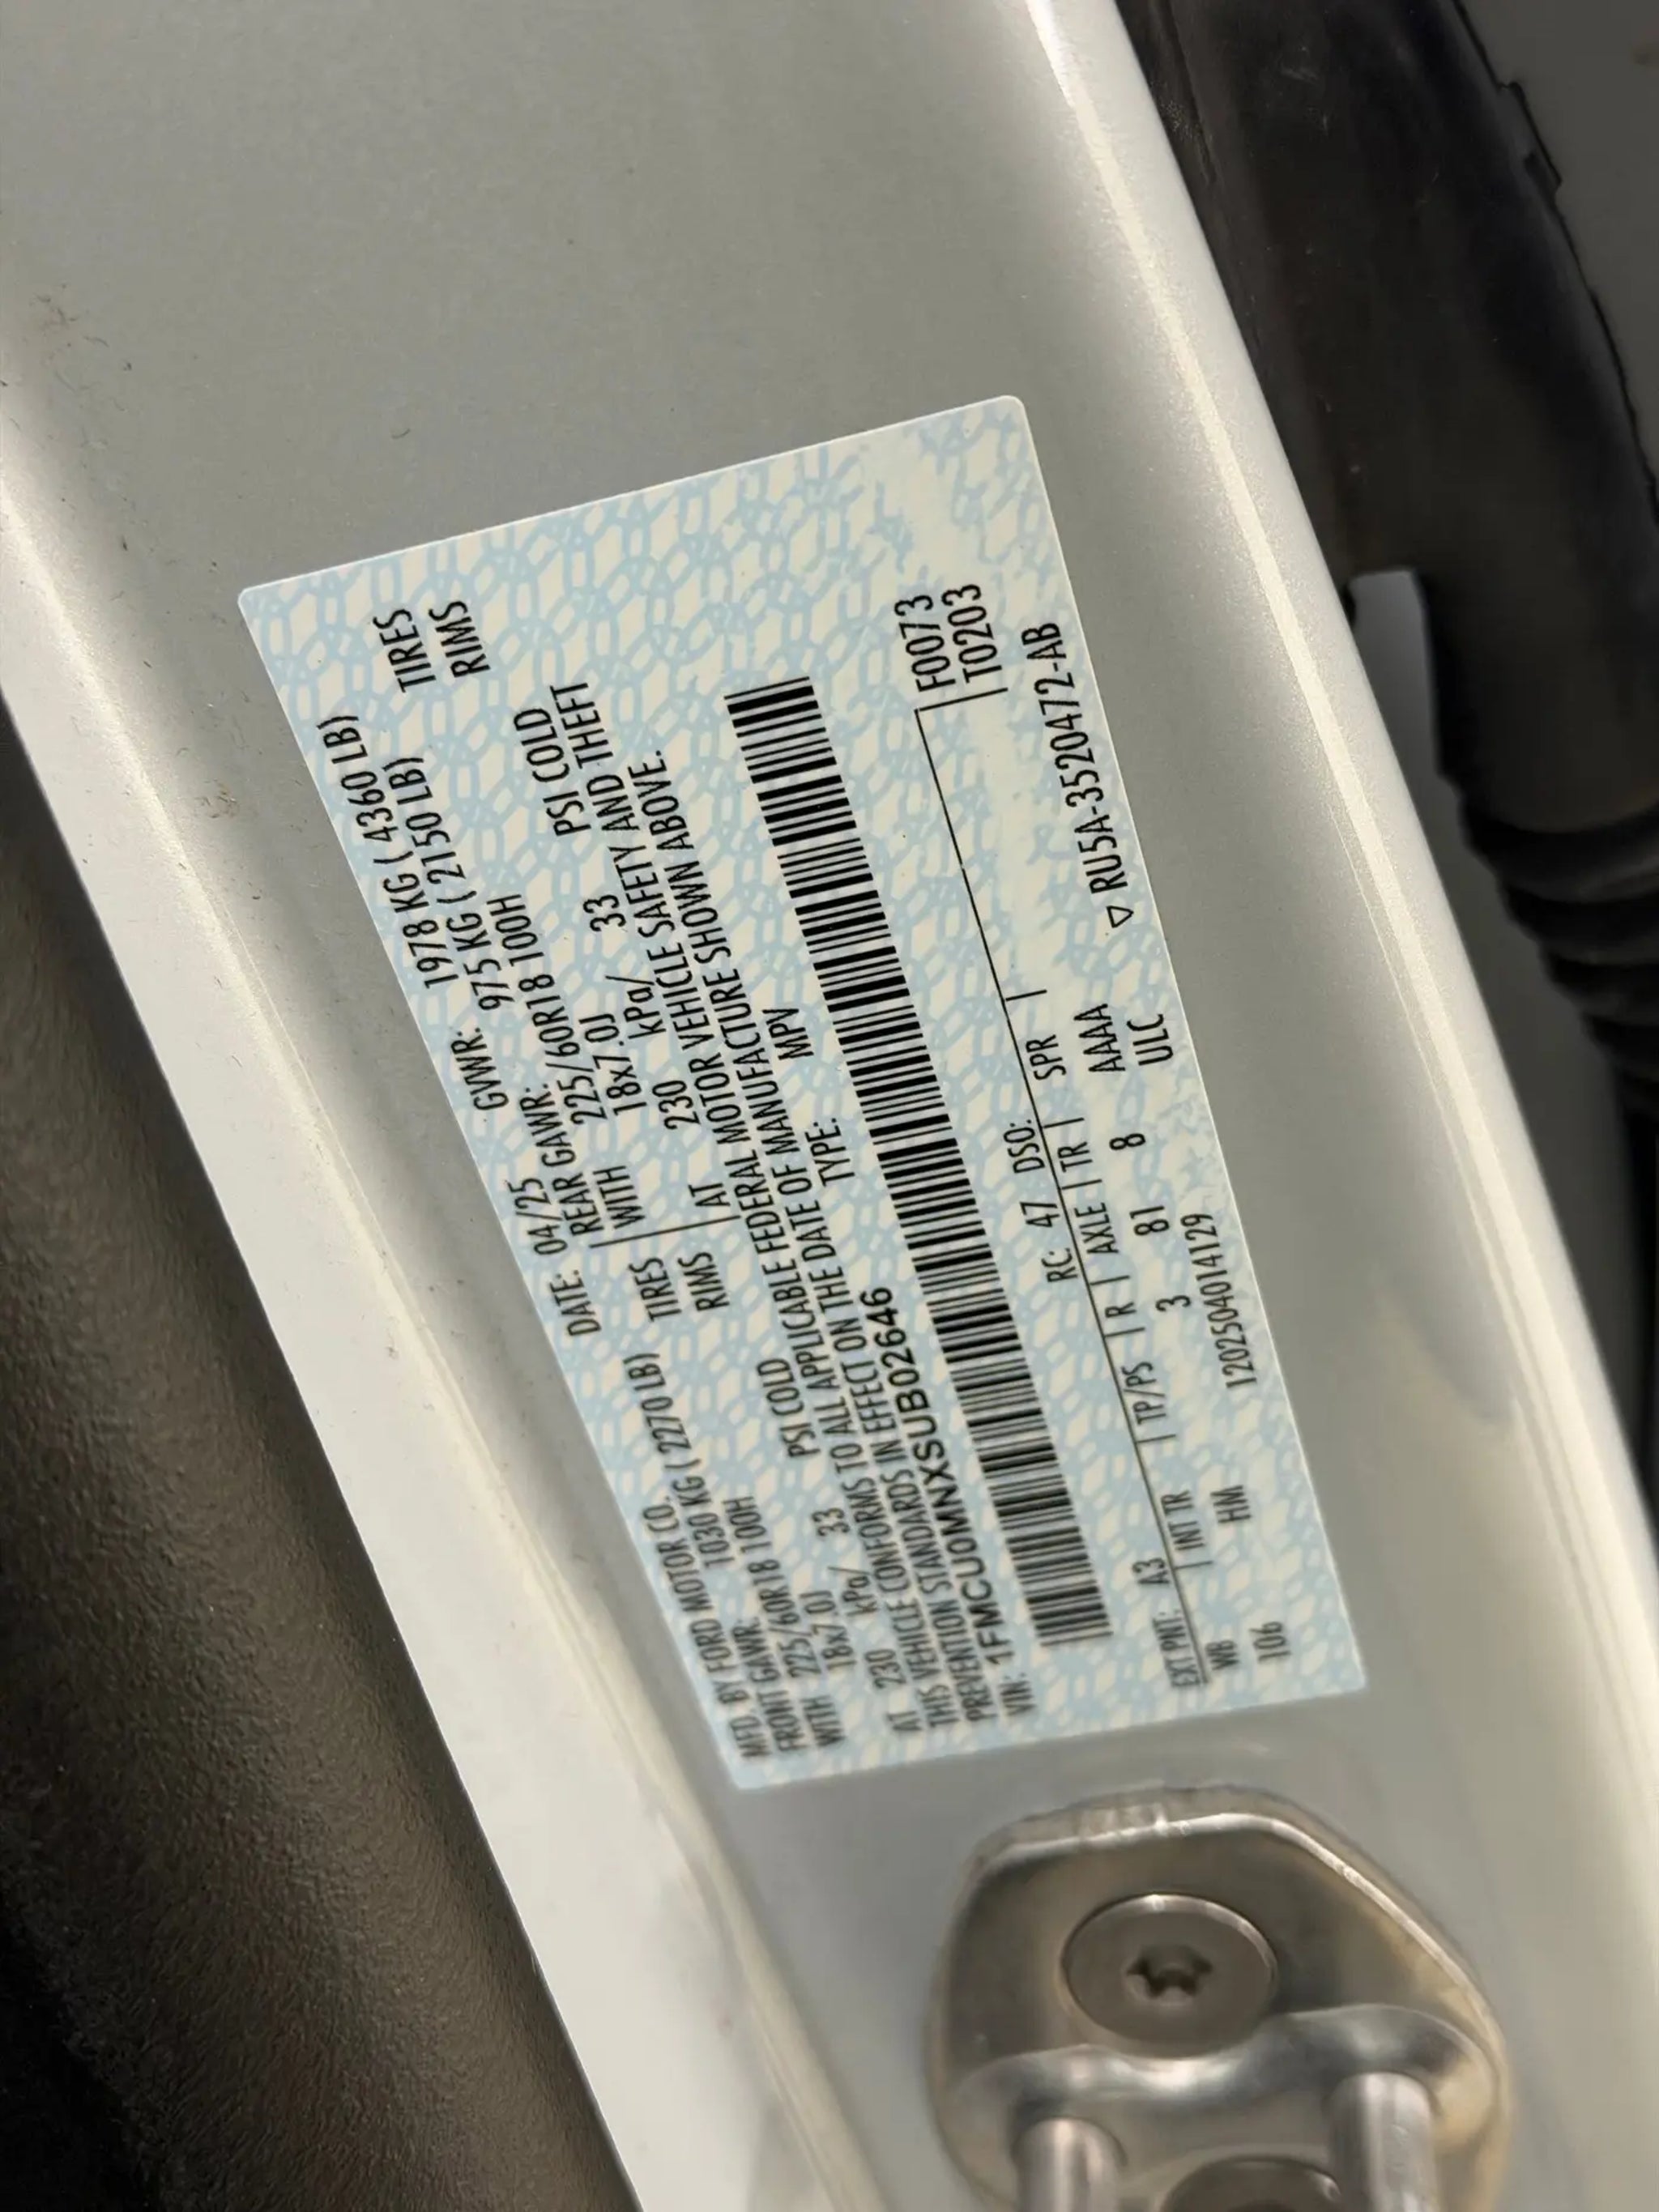 MFD. BY FORD MOTOR CO.
DATE: 04/25 GVWR: 1978 KG ( 4360 LB)
FRONT GAWR: 1030 KG ( 2270 LB) REAR GAWR: 975 KG ( 2150 LB)
WITH 225/60R18 100H TIRES WITH 225/60R18 100H TIRES
18x7.0J RIMS 18x7.0J RIMS
AT 230 kPa/ 33 PSI COLD AT 230 kPa/ 33 PSI COLD
THIS VEHICLE CONFORMS TO ALL APPLICABLE FEDERAL MOTOR VEHICLE SAFETY AND THEFT
PREVENTION STANDARDS IN EFFECT ON THE DATE OF MANUFACTURE SHOWN ABOVE.
VIN: 1FMCU0MNXSUB02646 TYPE: MPV
F0073
T0203
EXT PNT: A3 RC: 47 DSO:
WB INT TR TP/PS R AXLE TR SPR
106 HM 3 81 8 AAAA
ULC
12025040 14129
▽ RU5A-3520472-AB